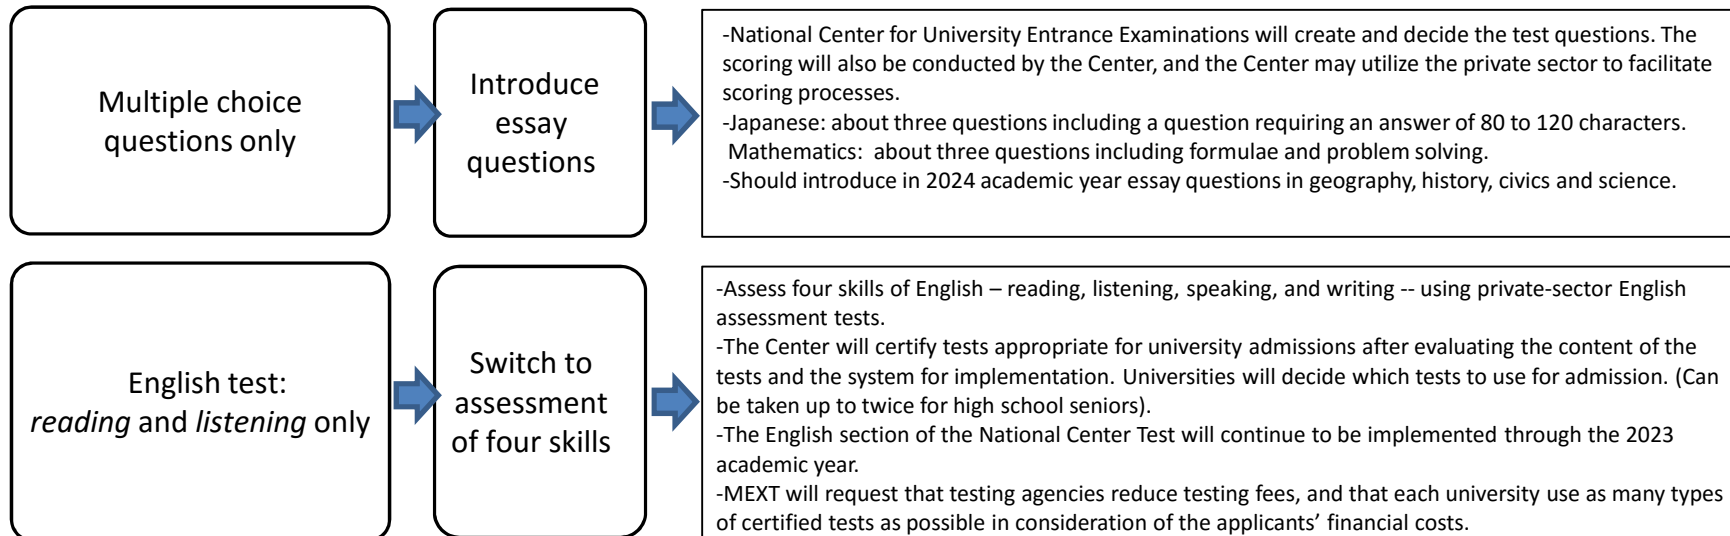 Multiple choice
questions only
Introduce
essay
questions
-National Center for University Entrance Examinations will create and decide the test questions. The
scoring will also be conducted by the Center, and the Center may utilize the private sector to facilitate
scoring processes.
-Japanese: about three questions including a question requiring an answer of 80 to 120 characters.
Mathematics: about three questions including formulae and problem solving.
-Should introduce in 2024 academic year essay questions in geography, history, civics and science.
English test:
reading and listening only
Switch to
assessment
of four skills
-Assess four skills of English – reading, listening, speaking, and writing -- using private-sector English
assessment tests.
-The Center will certify tests appropriate for university admissions after evaluating the content of the
tests and the system for implementation. Universities will decide which tests to use for admission. (Can
be taken up to twice for high school seniors).
-The English section of the National Center Test will continue to be implemented through the 2023
academic year.
-MEXT will request that testing agencies reduce testing fees, and that each university use as many types
of certified tests as possible in consideration of the applicants’ financial costs.